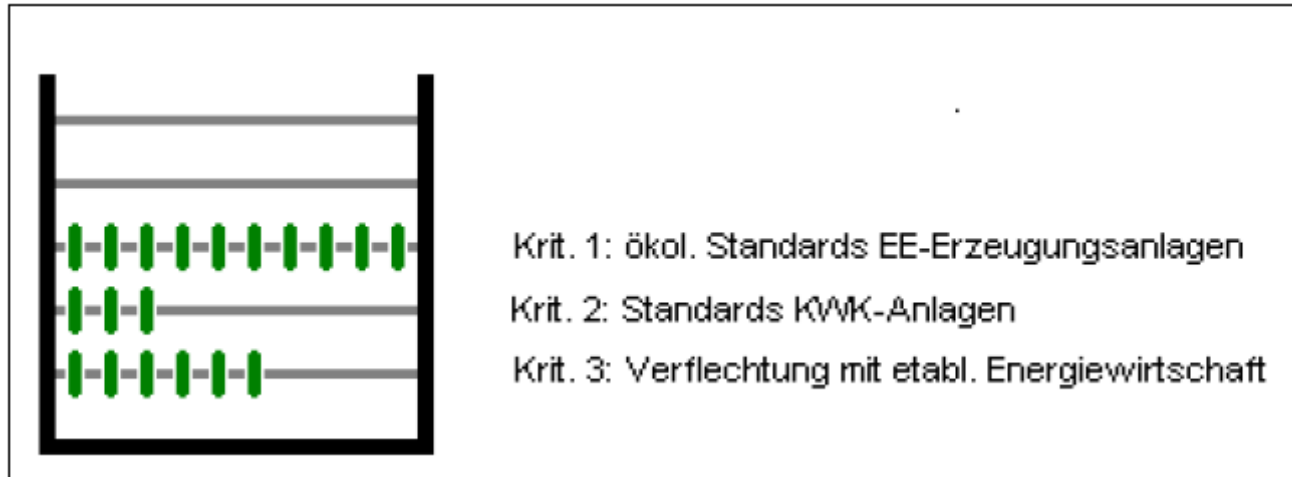 Krit. 1: ökol. Standards EE-Erzeugungsanlagen
Krit. 2: Standards KWK-Anlagen
Krit. 3: Verflechtung mit etabl. Energiewirtschaft